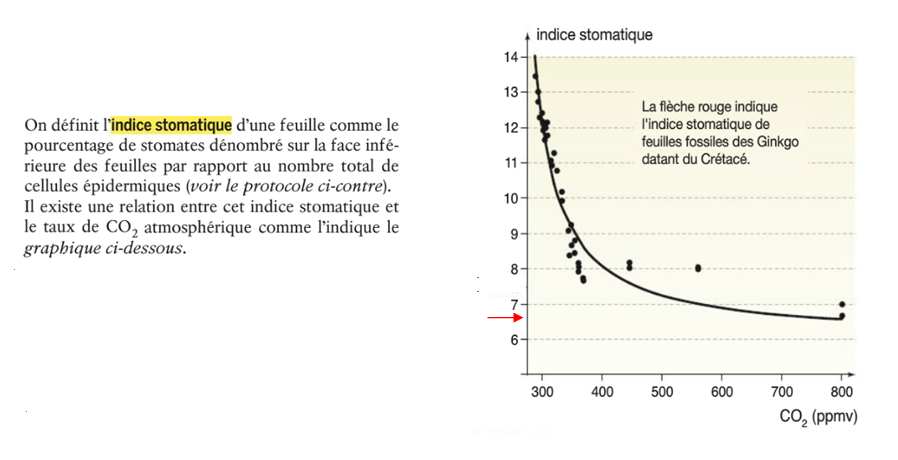 On définit l'indice stomatique d'une feuille comme le
pourcentage de stomates dénombré sur la face infé-
rieure des feuilles par rapport au nombre total de
cellules épidermiques (voir le protocole ci-contre).
Il existe une relation entre cet indice stomatique et
le taux de CO₂ atmosphérique comme l'indique le
graphique ci-dessous.
indice stomatique
14
13
12
11
10
9
8
7
6
La flèche rouge indique
l'indice stomatique de
feuilles fossiles des Ginkgo
datant du Crétacé.
300 400 500 600 700 800
CO₂ (ppmv)